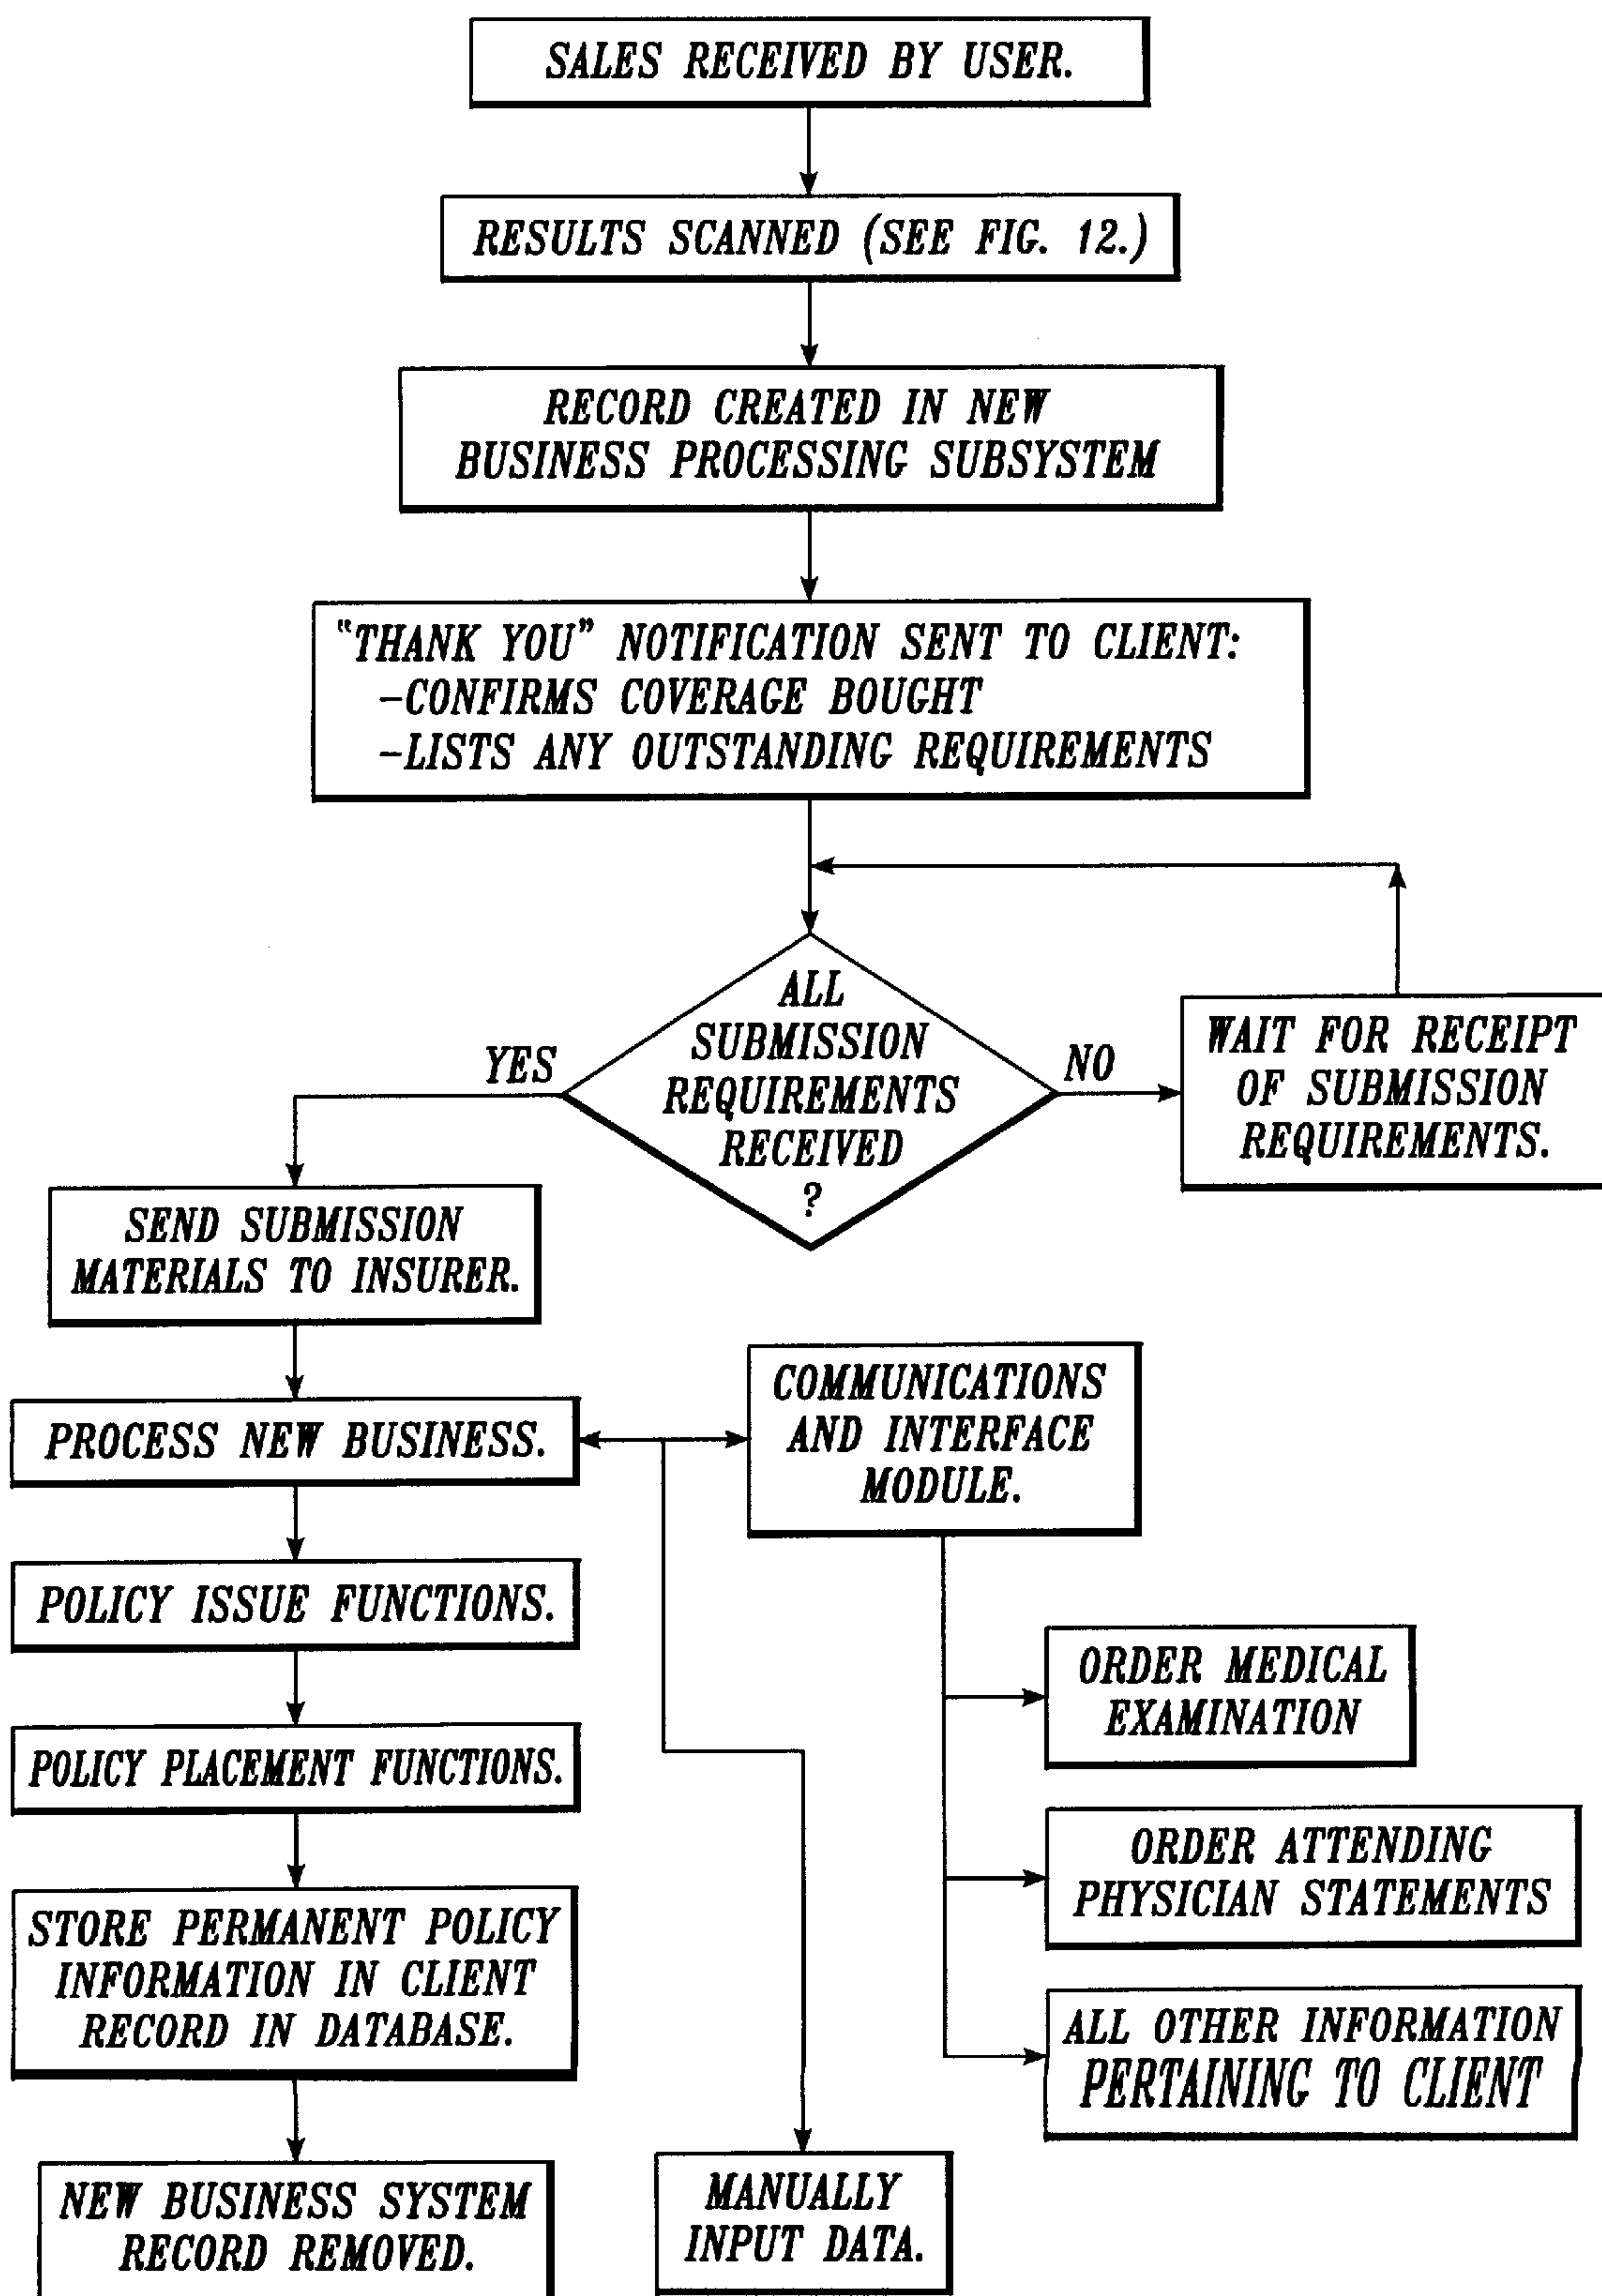 SALES RECEIVED BY USER.
RESULTS SCANNED (SEE FIG. 12.)
RECORD CREATED IN NEW
BUSINESS PROCESSING SUBSYSTEM
"THANK YOU" NOTIFICATION SENT TO CLIENT:
-CONFIRMS COVERAGE BOUGHT
-LISTS ANY OUTSTANDING REQUIREMENTS
ALL
SUBMISSION
REQUIREMENTS
RECEIVED
?
YES
NO
WAIT FOR RECEIPT
OF SUBMISSION
REQUIREMENTS.
SEND SUBMISSION
MATERIALS TO INSURER.
PROCESS NEW BUSINESS.
COMMUNICATIONS
AND INTERFACE
MODULE.
POLICY ISSUE FUNCTIONS.
ORDER MEDICAL
EXAMINATION
POLICY PLACEMENT FUNCTIONS.
ORDER ATTENDING
PHYSICIAN STATEMENTS
STORE PERMANENT POLICY
INFORMATION IN CLIENT
RECORD IN DATABASE.
ALL OTHER INFORMATION
PERTAINING TO CLIENT
NEW BUSINESS SYSTEM
RECORD REMOVED.
MANUALLY
INPUT DATA.